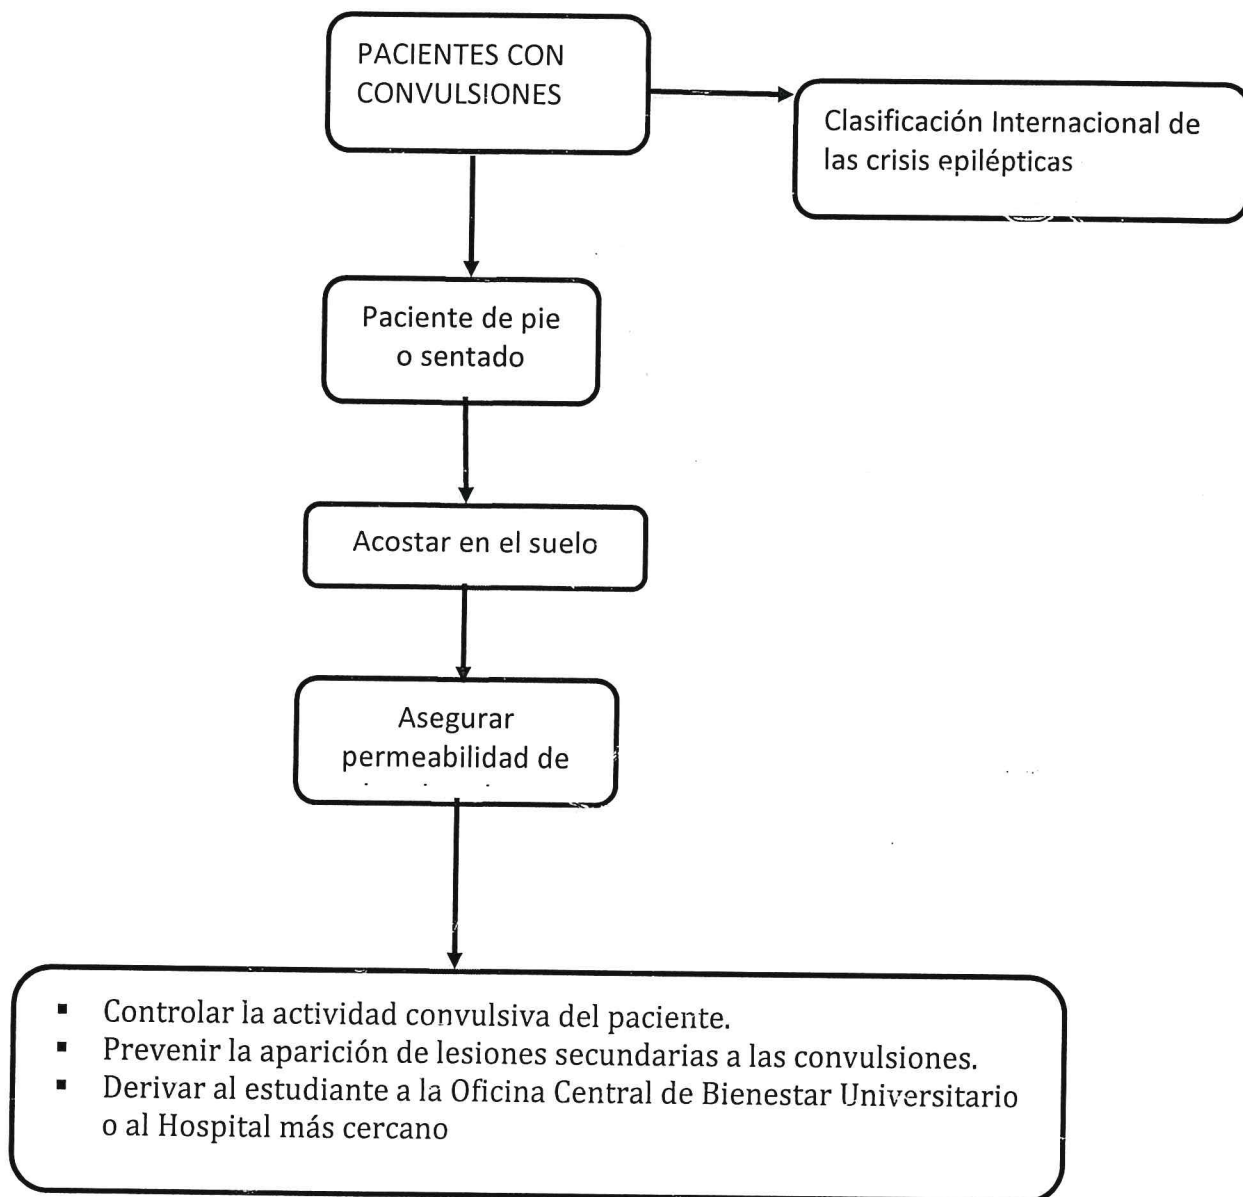 PACIENTES CON
CONVULSIONES
Clasificación Internacional de
las crisis epilépticas
Paciente de pie
o sentado
Acostar en el suelo
Asegurar
permeabilidad de
▪ Controlar la actividad convulsiva del paciente.
▪ Prevenir la aparición de lesiones secundarias a las convulsiones.
▪ Derivar al estudiante a la Oficina Central de Bienestar Universitario
o al Hospital más cercano